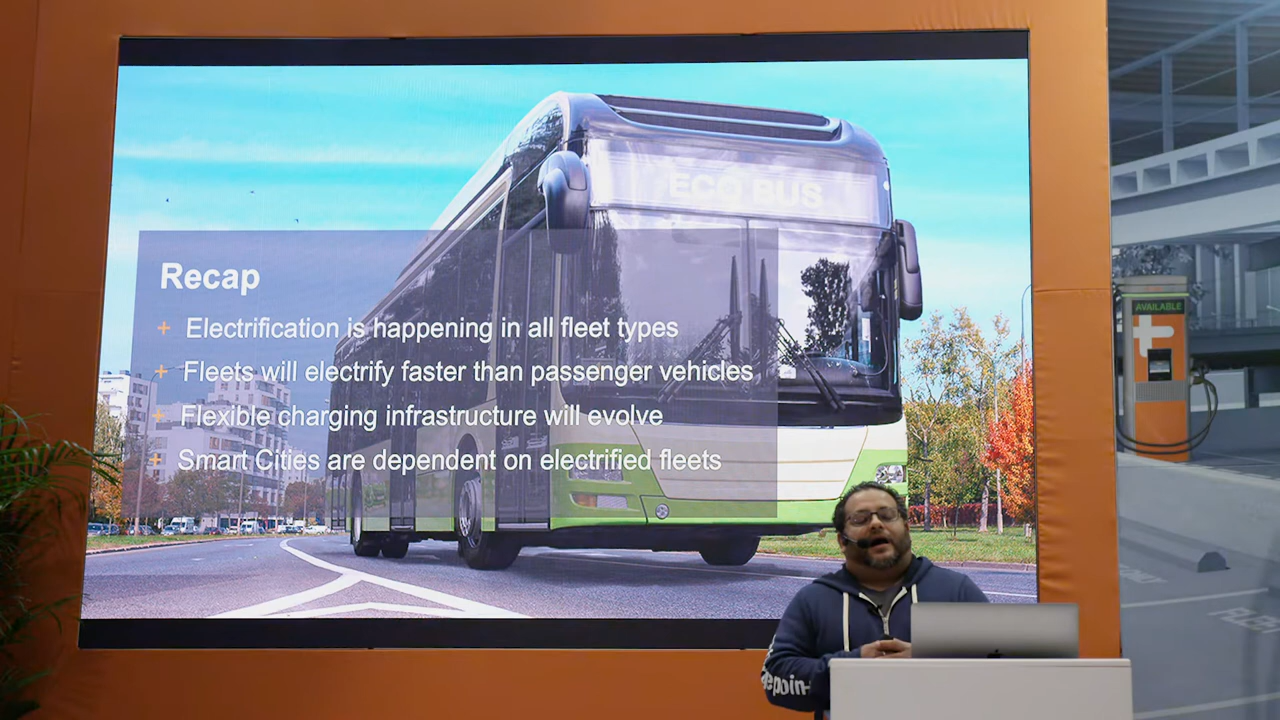 ECO BUS
Recap
+ Electrification is happening in all fleet types
+ Fleets will electrify faster than passenger vehicles
+ Flexible charging infrastructure will evolve
+ Smart Cities are dependent on electrified fleets
AVAILABLE